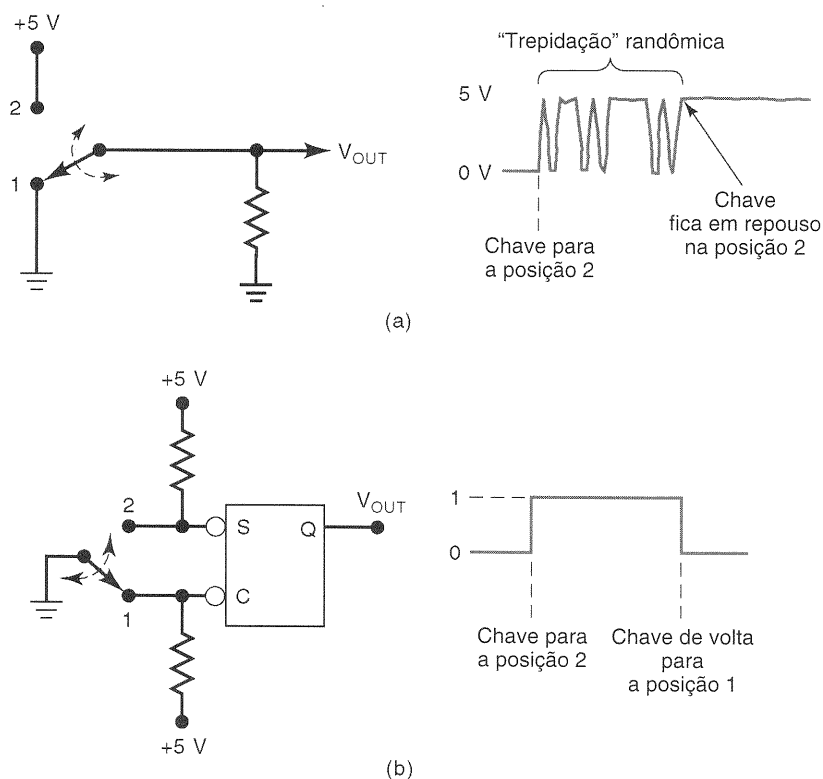 +5 V
2
1
V_OUT
"Trepidação" randômica
5 V
0 V
Chave para
a posição 2
Chave
fica em repouso
na posição 2
(a)
+5 V
2
S
Q
V_OUT
C
1
+5 V
1
0
Chave para
a posição 2
Chave de volta
para
a posição 1
(b)